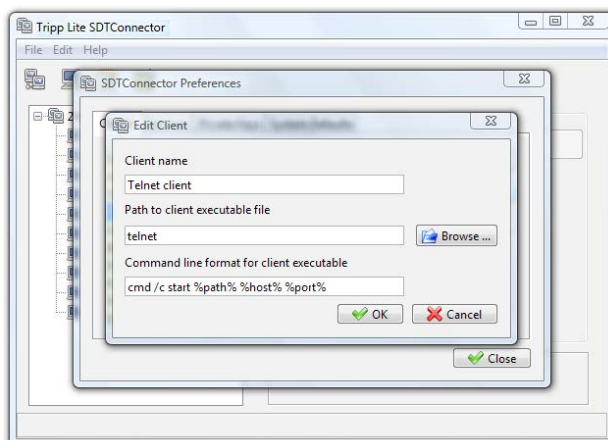 Tripp Lite SDTConnector
File Edit Help
SDTConnector Preferences
Edit Client
Client name
Telnet client
Path to client executable file
telnet
Browse ...
Command line format for client executable
cmd /c start %path% %host% %port%
OK
Cancel
Close